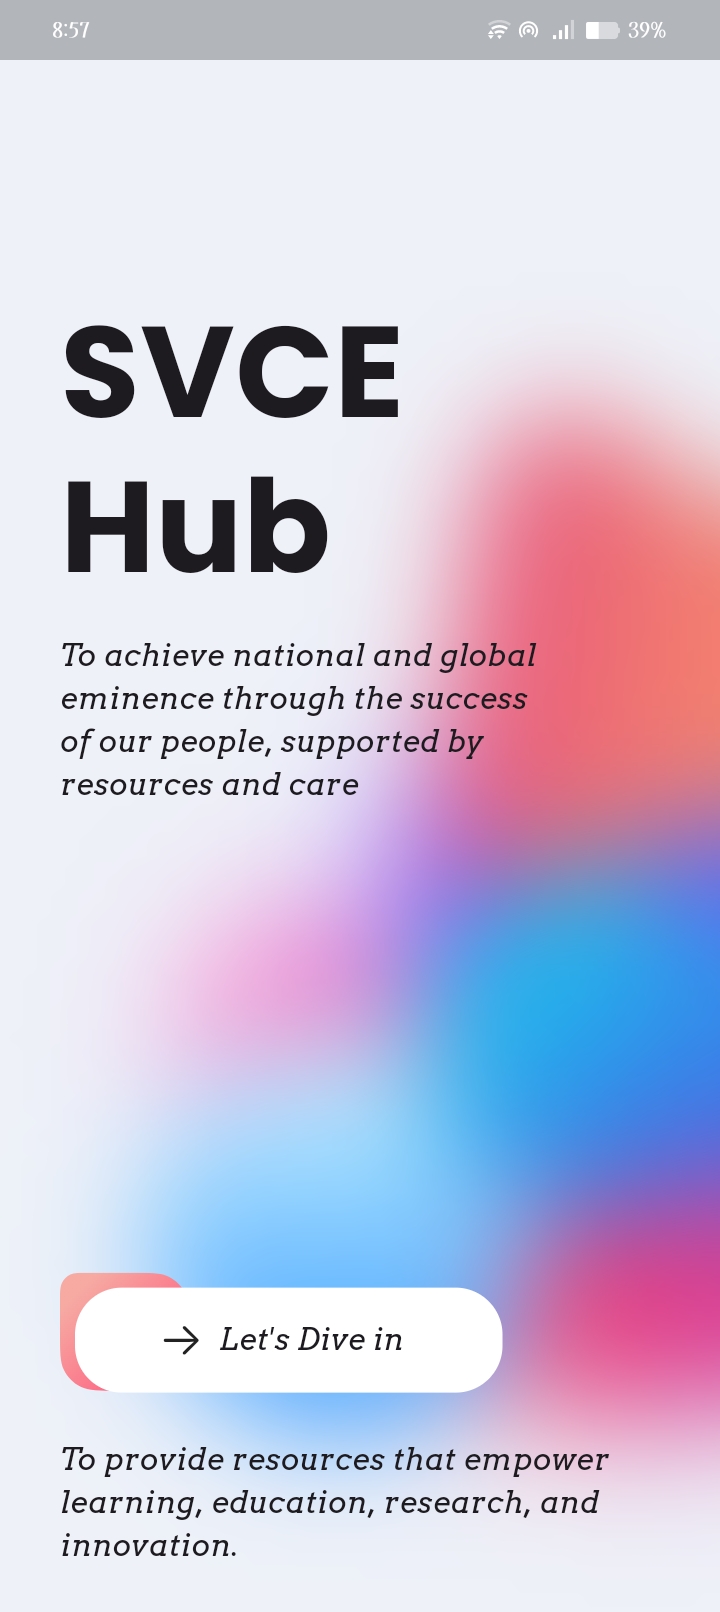 8:57 39%
SVCE
Hub
To achieve national and global
eminence through the success
of our people, supported by
resources and care
Let's Dive in
To provide resources that empower
learning, education, research, and
innovation.